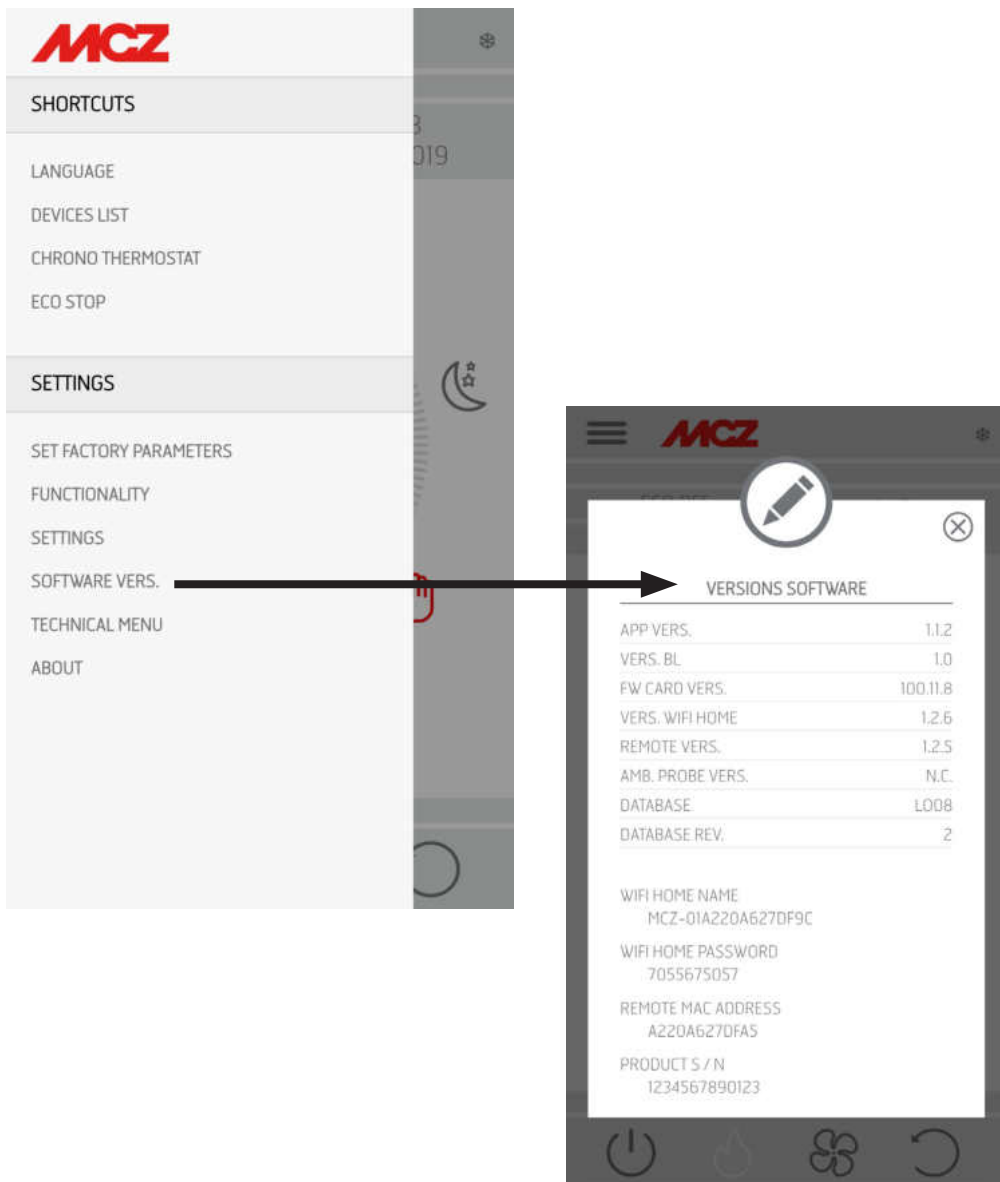 MCZ
SHORTCUTS
LANGUAGE
DEVICES LIST
CHRONO THERMOSTAT
ECO STOP
SETTINGS
SET FACTORY PARAMETERS
FUNCTIONALITY
SETTINGS
SOFTWARE VERS.
TECHNICAL MENU
ABOUT
019
MCZ
VERSIONS SOFTWARE
APP VERS. 1.1.2
VERS. BL 1.0
FW CARD VERS. 100.11.8
VERS. WIFI HOME 1.2.6
REMOTE VERS. 1.2.5
AMB. PROBE VERS. N.C.
DATABASE L008
DATABASE REV. 2
WIFI HOME NAME
MCZ-01A220A627DF9C
WIFI HOME PASSWORD
7055675057
REMOTE MAC ADDRESS
A220A627DFA5
PRODUCT S / N
1234567890123